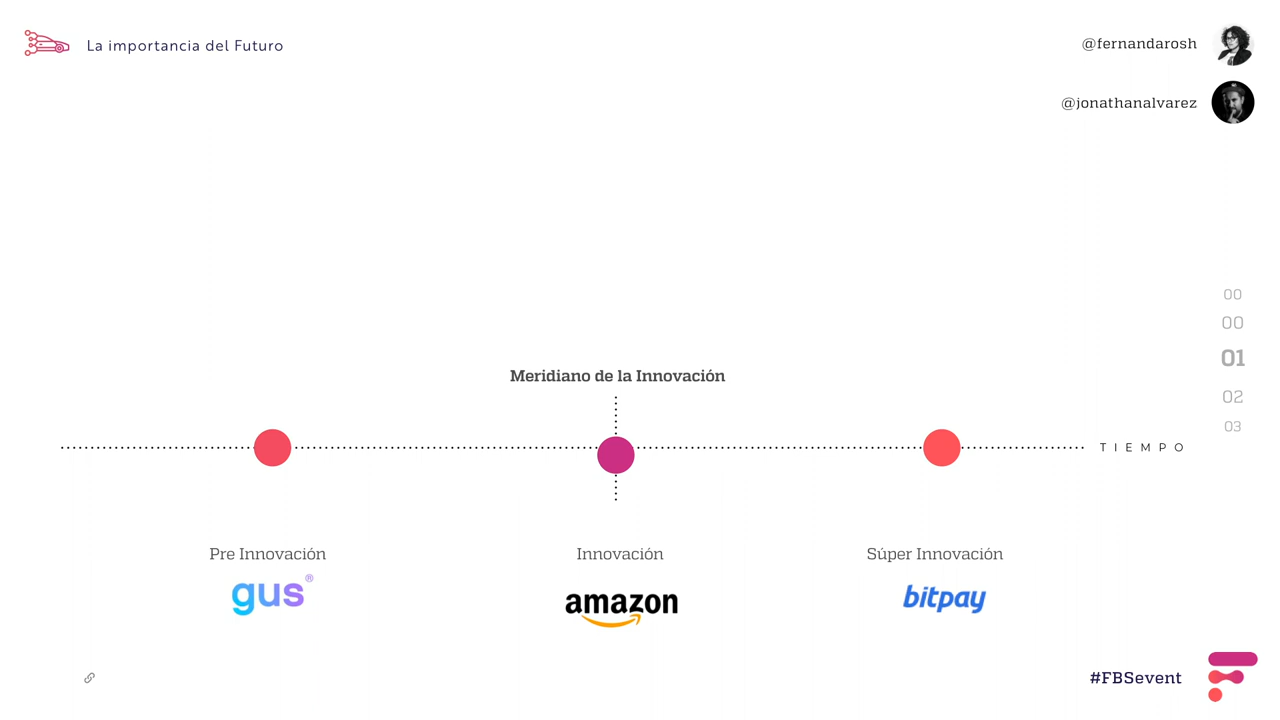 La importancia del Futuro
@fernandarosh
@jonathanalvarez
00
00
01
02
03
Meridiano de la Innovación
TIEMPO
Pre Innovación
Innovación
Súper Innovación
gus®
amazon
bitpay
#FBSevent